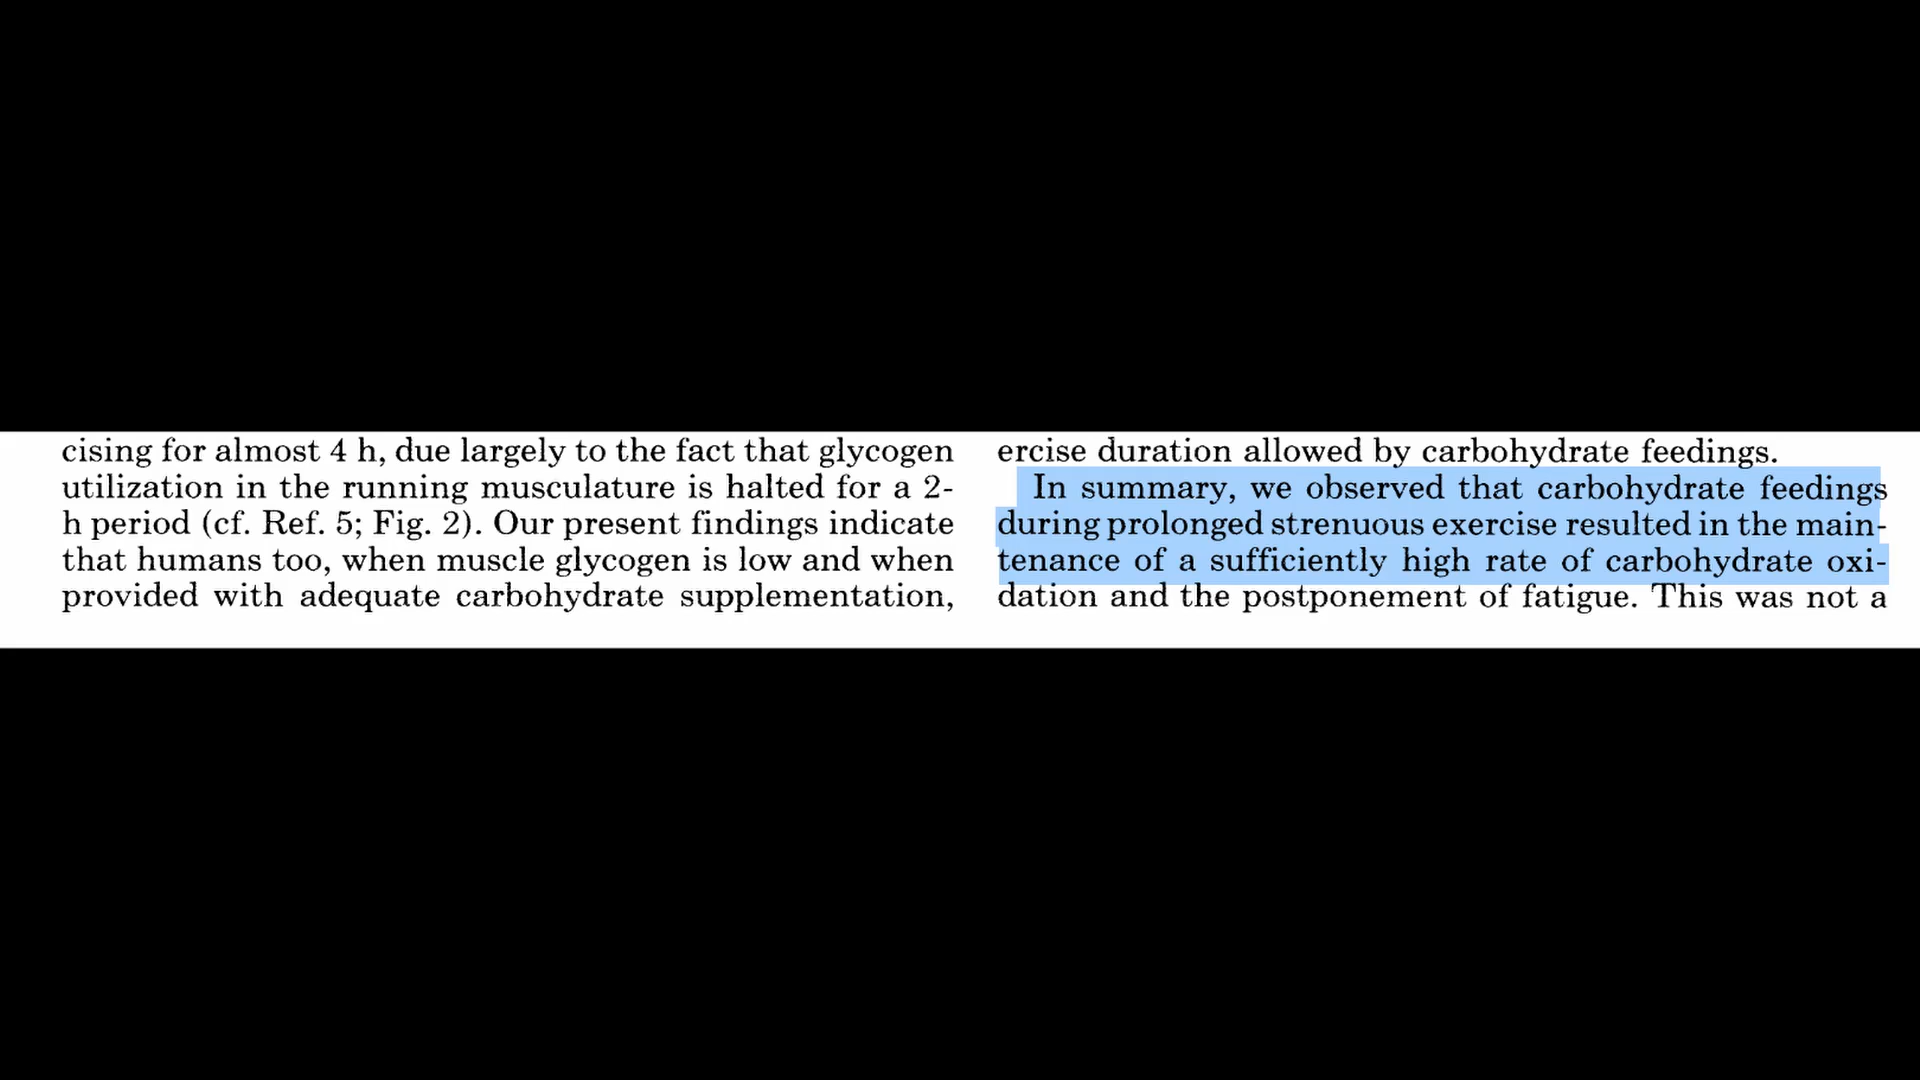 cising for almost 4 h, due largely to the fact that glycogen
utilization in the running musculature is halted for a 2-
h period (cf. Ref. 5; Fig. 2). Our present findings indicate
that humans too, when muscle glycogen is low and when
provided with adequate carbohydrate supplementation,
ercise duration allowed by carbohydrate feedings.
In summary, we observed that carbohydrate feedings
during prolonged strenuous exercise resulted in the main-
tenance of a sufficiently high rate of carbohydrate oxi-
dation and the postponement of fatigue. This was not a